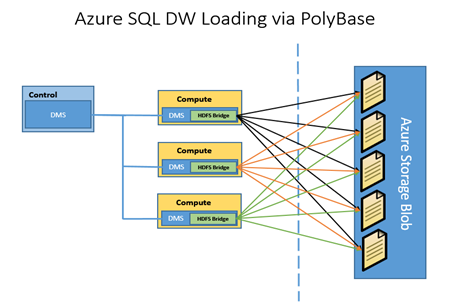 Azure SQL DW Loading via PolyBase
Control
DMS
Compute
DMS
HDFS Bridge
Compute
DMS
HDFS Bridge
Compute
DMS
HDFS Bridge
Azure Storage Blob